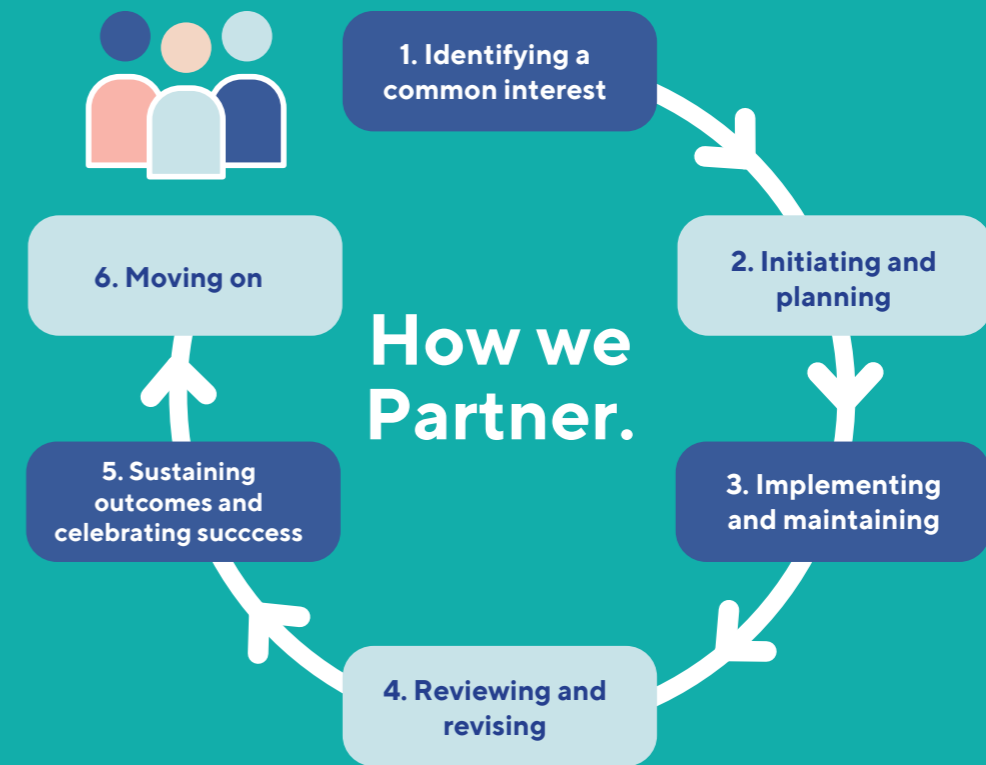 1. Identifying a
common interest
2. Initiating and
planning
6. Moving on
How we
Partner.
3. Implementing
and maintaining
5. Sustaining
outcomes and
celebrating succcess
4. Reviewing and
revising